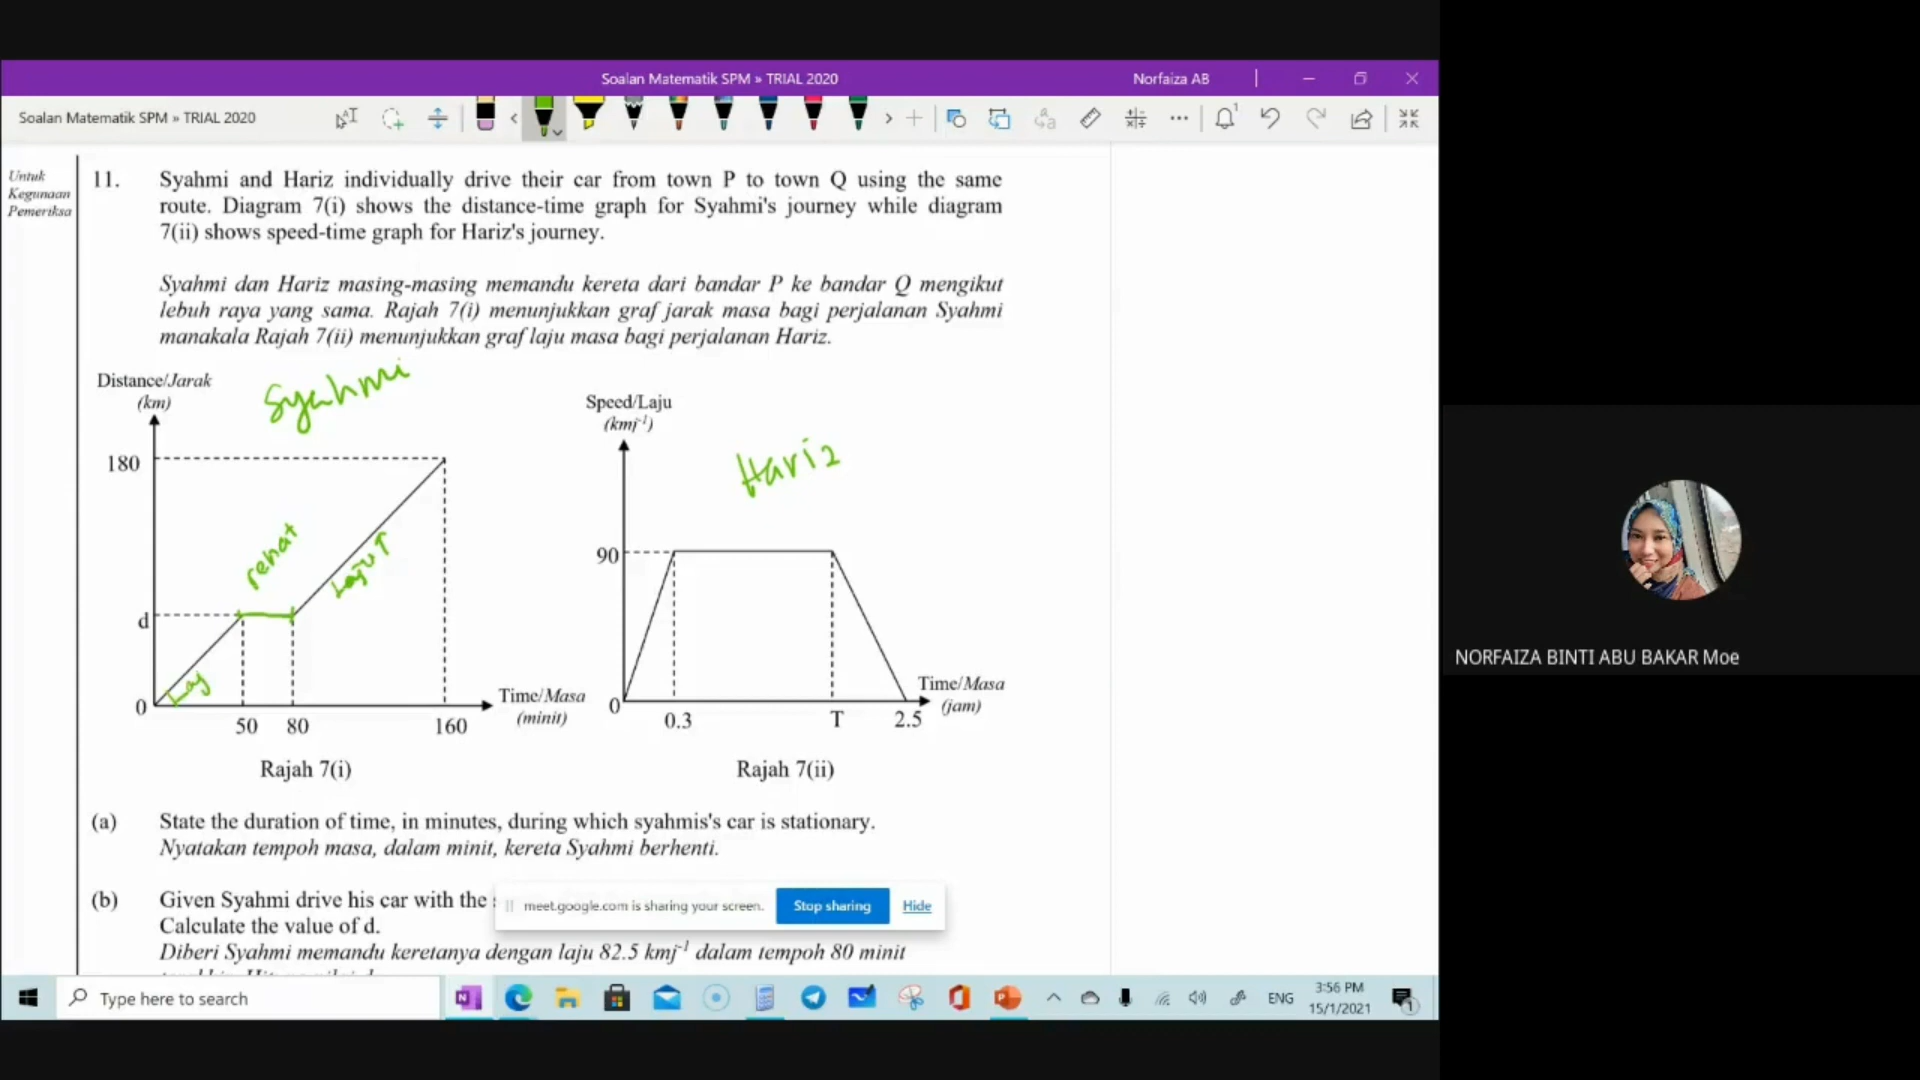 Soalan Matematik SPM » TRIAL 2020
Norfaiza AB
Soalan Matematik SPM » TRIAL 2020
Untuk
Kegunaan
Pemeriksa
11. Syahmi and Hariz individually drive their car from town P to town Q using the same
route. Diagram 7(i) shows the distance-time graph for Syahmi's journey while diagram
7(ii) shows speed-time graph for Hariz's journey.
Syahmi dan Hariz masing-masing memandu kereta dari bandar P ke bandar Q mengikut
lebuh raya yang sama. Rajah 7(i) menunjukkan graf jarak masa bagi perjalanan Syahmi
manakala Rajah 7(ii) menunjukkan graf laju masa bagi perjalanan Hariz.
Distance/Jarak
(km)
Syahmi
180
rehat
Laju↑
d
Laj
0
50 80 160
Time/Masa
(minit)
Rajah 7(i)
Speed/Laju
(kmj⁻¹)
Hariz
90
0
0.3 T 2.5
Time/Masa
(jam)
Rajah 7(ii)
(a) State the duration of time, in minutes, during which syahmis's car is stationary.
Nyatakan tempoh masa, dalam minit, kereta Syahmi berhenti.
(b) Given Syahmi drive his car with the
Calculate the value of d.
Diberi Syahmi memandu keretanya dengan laju 82.5 kmj⁻¹ dalam tempoh 80 minit
meet.google.com is sharing your screen.
Stop sharing
Hide
NORFAIZA BINTI ABU BAKAR Moe
Type here to search
ENG
3:56 PM
15/1/2021